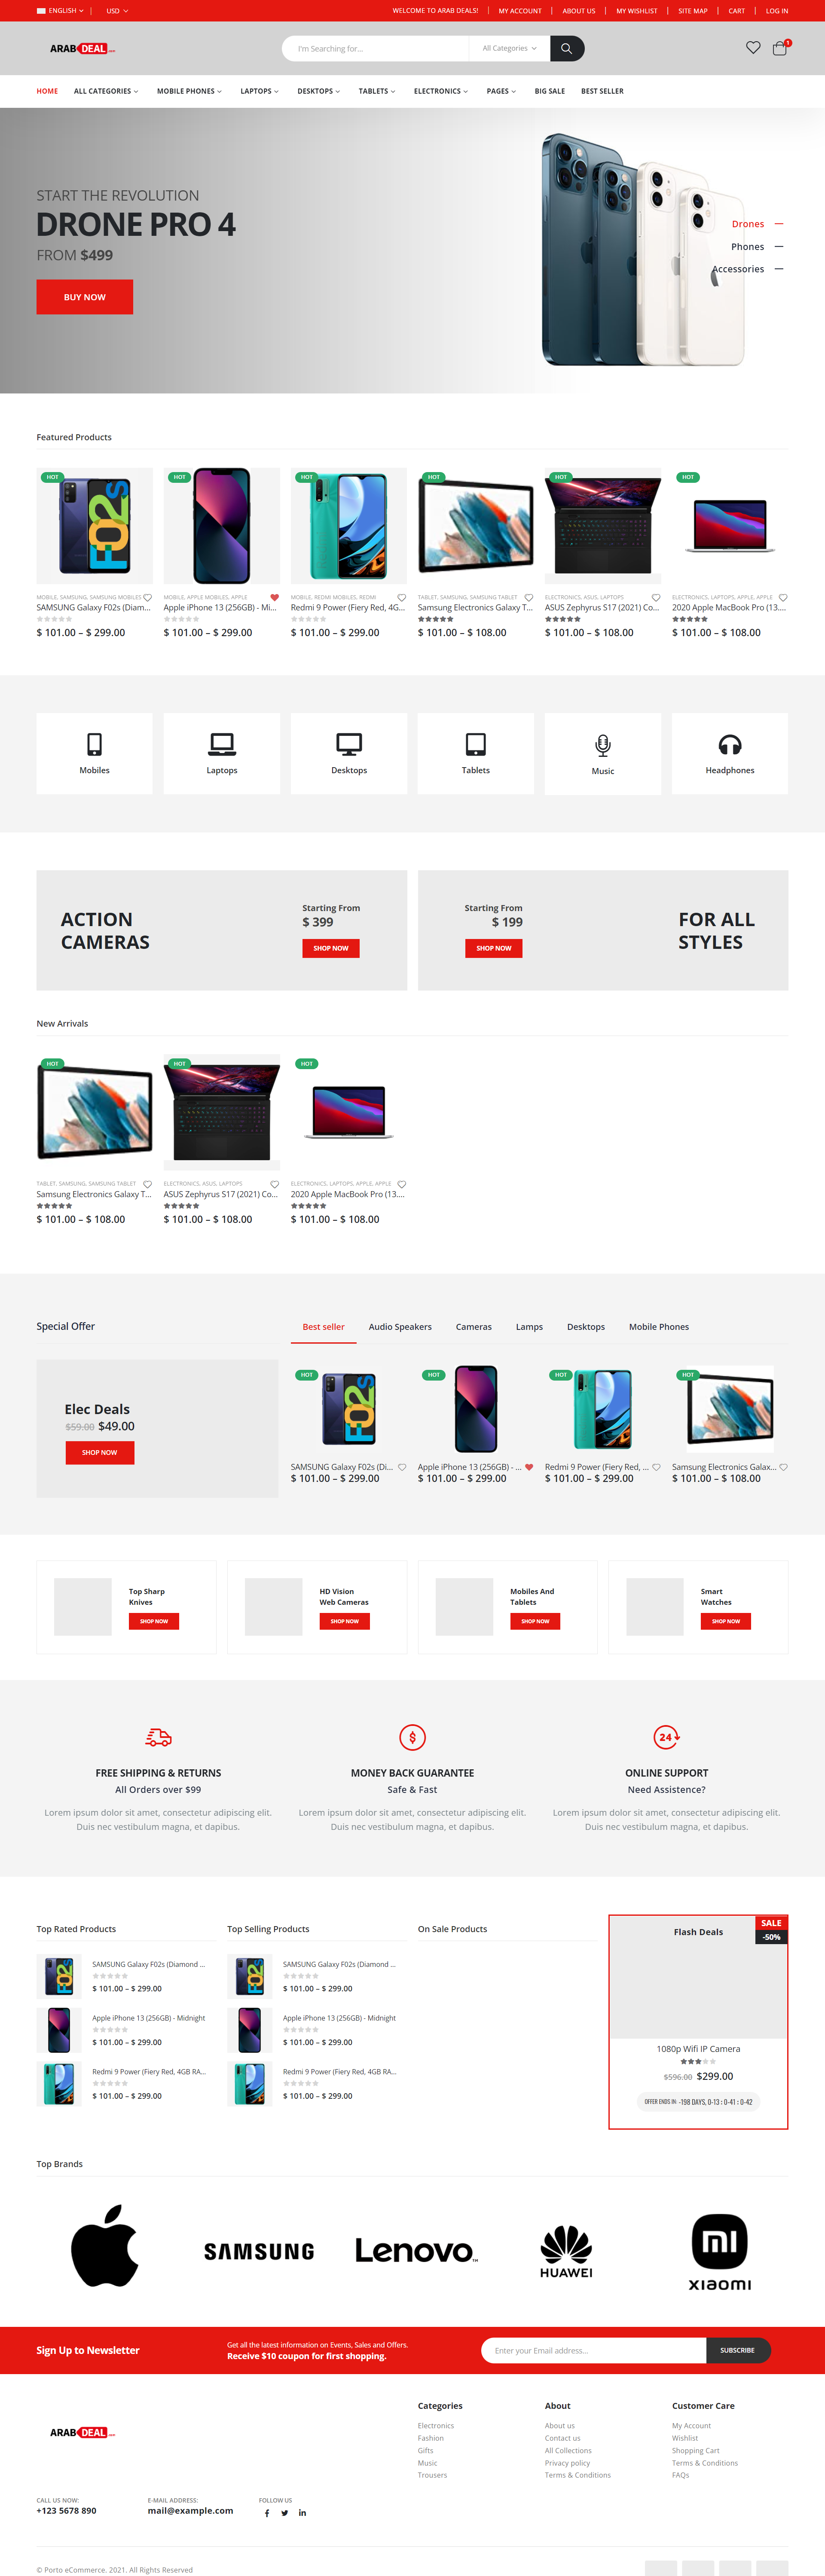 ENGLISH
USD
WELCOME TO ARAB DEALS!
MY ACCOUNT
ABOUT US
MY WISHLIST
SITE MAP
CART
LOG IN
ARAB DEAL
I'm Searching for...
All Categories
1
HOME
ALL CATEGORIES
MOBILE PHONES
LAPTOPS
DESKTOPS
TABLETS
ELECTRONICS
PAGES
BIG SALE
BEST SELLER
START THE REVOLUTION
DRONE PRO 4
FROM $499
BUY NOW
Drones
Phones
Accessories
Featured Products
HOT
MOBILE, SAMSUNG, SAMSUNG MOBILES
SAMSUNG Galaxy F02s (Diam...
$ 101.00 – $ 299.00
HOT
MOBILE, APPLE MOBILES, APPLE
Apple iPhone 13 (256GB) - Mi...
$ 101.00 – $ 299.00
HOT
MOBILE, REDMI MOBILES, REDMI
Redmi 9 Power (Fiery Red, 4G...
$ 101.00 – $ 299.00
HOT
TABLET, SAMSUNG, SAMSUNG TABLET
Samsung Electronics Galaxy T...
$ 101.00 – $ 108.00
HOT
ELECTRONICS, ASUS, LAPTOPS
ASUS Zephyrus S17 (2021) Co...
$ 101.00 – $ 108.00
HOT
ELECTRONICS, LAPTOPS, APPLE, APPLE
2020 Apple MacBook Pro (13....
$ 101.00 – $ 108.00
Mobiles
Laptops
Desktops
Tablets
Music
Headphones
ACTION
CAMERAS
Starting From
$ 399
SHOP NOW
Starting From
$ 199
SHOP NOW
FOR ALL
STYLES
New Arrivals
HOT
TABLET, SAMSUNG, SAMSUNG TABLET
Samsung Electronics Galaxy T...
$ 101.00 – $ 108.00
HOT
ELECTRONICS, ASUS, LAPTOPS
ASUS Zephyrus S17 (2021) Co...
$ 101.00 – $ 108.00
HOT
ELECTRONICS, LAPTOPS, APPLE, APPLE
2020 Apple MacBook Pro (13....
$ 101.00 – $ 108.00
Special Offer
Best seller
Audio Speakers
Cameras
Lamps
Desktops
Mobile Phones
Elec Deals
$59.00 $49.00
SHOP NOW
HOT
SAMSUNG Galaxy F02s (Di...
$ 101.00 – $ 299.00
HOT
Apple iPhone 13 (256GB) - ...
$ 101.00 – $ 299.00
HOT
Redmi 9 Power (Fiery Red, ...
$ 101.00 – $ 299.00
HOT
Samsung Electronics Galax...
$ 101.00 – $ 108.00
Top Sharp
Knives
SHOP NOW
HD Vision
Web Cameras
SHOP NOW
Mobiles And
Tablets
SHOP NOW
Smart
Watches
SHOP NOW
FREE SHIPPING & RETURNS
All Orders over $99
Lorem ipsum dolor sit amet, consectetur adipiscing elit.
Duis nec vestibulum magna, et dapibus.
$
MONEY BACK GUARANTEE
Safe & Fast
Lorem ipsum dolor sit amet, consectetur adipiscing elit.
Duis nec vestibulum magna, et dapibus.
24
ONLINE SUPPORT
Need Assistence?
Lorem ipsum dolor sit amet, consectetur adipiscing elit.
Duis nec vestibulum magna, et dapibus.
Top Rated Products
SAMSUNG Galaxy F02s (Diamond ...
$ 101.00 – $ 299.00
Apple iPhone 13 (256GB) - Midnight
$ 101.00 – $ 299.00
Redmi 9 Power (Fiery Red, 4GB RA...
$ 101.00 – $ 299.00
Top Selling Products
SAMSUNG Galaxy F02s (Diamond ...
$ 101.00 – $ 299.00
Apple iPhone 13 (256GB) - Midnight
$ 101.00 – $ 299.00
Redmi 9 Power (Fiery Red, 4GB RA...
$ 101.00 – $ 299.00
On Sale Products
Flash Deals
SALE
-50%
1080p Wifi IP Camera
$596.00 $299.00
OFFER ENDS IN: -198 DAYS, 0-13 : 0-41 : 0-42
Top Brands
SAMSUNG
Lenovo
HUAWEI
mi
xiaomi
Sign Up to Newsletter
Get all the latest information on Events, Sales and Offers.
Receive $10 coupon for first shopping.
Enter your Email address...
SUBSCRIBE
ARAB DEAL
CALL US NOW:
+123 5678 890
E-MAIL ADDRESS:
mail@example.com
FOLLOW US
Categories
Electronics
Fashion
Gifts
Music
Trousers
About
About us
Contact us
All Collections
Privacy policy
Terms & Conditions
Customer Care
My Account
Wishlist
Shopping Cart
Terms & Conditions
FAQs
© Porto eCommerce. 2021. All Rights Reserved